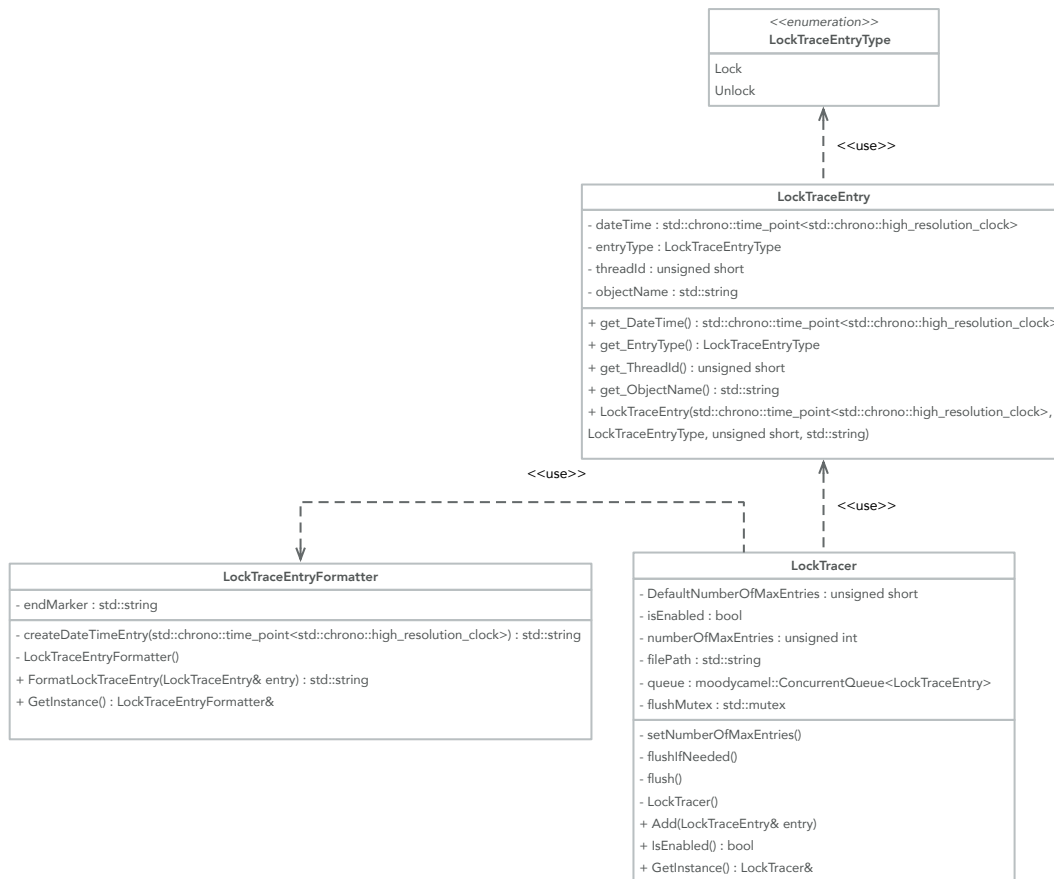 <<enumeration>>
LockTraceEntryType
Lock
Unlock
<<use>>
LockTraceEntry
- dateTime : std::chrono::time_point<std::chrono::high_resolution_clock>
- entryType : LockTraceEntryType
- threadId : unsigned short
- objectName : std::string
+ get_DateTime() : std::chrono::time_point<std::chrono::high_resolution_clock>
+ get_EntryType() : LockTraceEntryType
+ get_ThreadId() : unsigned short
+ get_ObjectName() : std::string
+ LockTraceEntry(std::chrono::time_point<std::chrono::high_resolution_clock>,
LockTraceEntryType, unsigned short, std::string)
<<use>>
<<use>>
LockTraceEntryFormatter
- endMarker : std::string
- createDateTimeEntry(std::chrono::time_point<std::chrono::high_resolution_clock>) : std::string
- LockTraceEntryFormatter()
+ FormatLockTraceEntry(LockTraceEntry& entry) : std::string
+ GetInstance() : LockTraceEntryFormatter&
LockTracer
- DefaultNumberOfMaxEntries : unsigned short
- isEnabled : bool
- numberOfMaxEntries : unsigned int
- filePath : std::string
- queue : moodycamel::ConcurrentQueue<LockTraceEntry>
- flushMutex : std::mutex
- setNumberOfMaxEntries()
- flushIfNeeded()
- flush()
- LockTracer()
+ Add(LockTraceEntry& entry)
+ IsEnabled() : bool
+ GetInstance() : LockTracer&